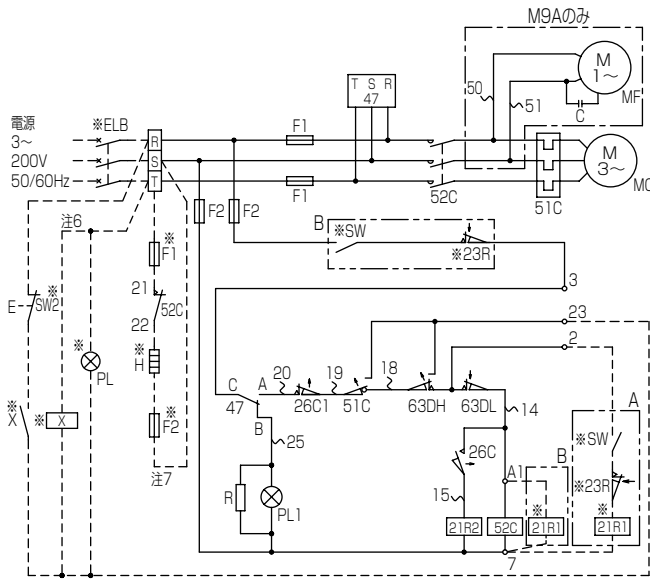 M9Aのみ
M
1～
MF
C
50
51
T S R
47
電源
3～
200V
50/60Hz
※ELB
R
S
T
F1
F1
52C
51C
M
3～
MC
F2
F2
注6
B
※SW
※23R
3
23
2
※
F1
21
52C
22
※
H
※
F2
注7
E
※
SW2
※
PL
※
X
※
X
C
47
A
B
20
26C1
19
51C
18
63DH
63DL
14
25
R
PL1
26C
15
21R2
52C
A1
B
※
21R1
7
A
※SW
※23R
※
21R1